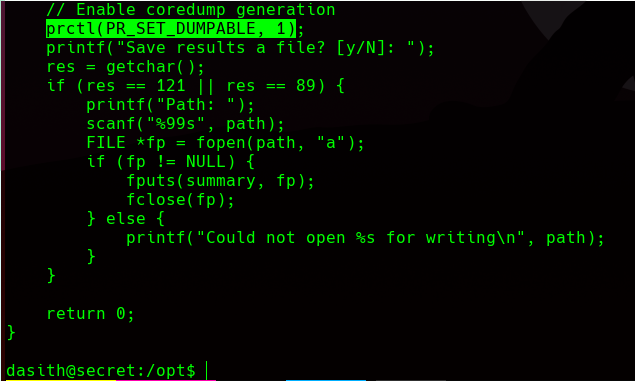 // Enable coredump generation
prctl(PR_SET_DUMPABLE, 1);
printf("Save results a file? [y/N]: ");
res = getchar();
if (res == 121 || res == 89) {
printf("Path: ");
scanf("%99s", path);
FILE *fp = fopen(path, "a");
if (fp != NULL) {
fputs(summary, fp);
fclose(fp);
} else {
printf("Could not open %s for writing\n", path);
}
}
return 0;
}
dasith@secret:/opt$